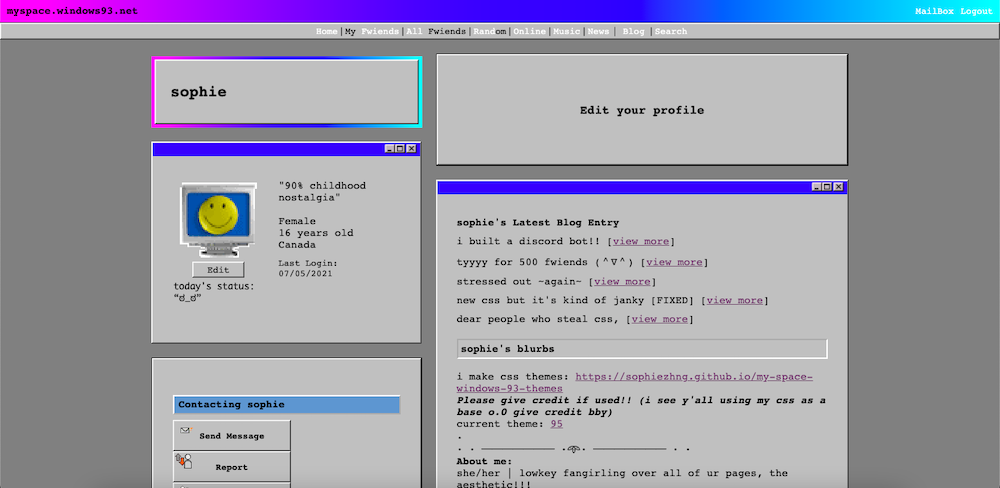 myspace.windows93.net
MailBox Logout
Home|My Fwiends|All Fwiends|Random|Online|Music|News| Blog |Search
sophie
Edit your profile
"90% childhood
nostalgia"
Female
16 years old
Canada
Last Login:
07/05/2021
Edit
today's status:
“ಠ_ಠ”
Contacting sophie
Send Message
Report
sophie's Latest Blog Entry
i built a discord bot!! [view more]
tyyyy for 500 fwiends (＾∇＾) [view more]
stressed out ~again~ [view more]
new css but it's kind of janky [FIXED] [view more]
dear people who steal css, [view more]
sophie's blurbs
i make css themes: https://sophiezhng.github.io/my-space-
windows-93-themes
Please give credit if used!! (i see y'all using my css as a
base o.0 give credit bby)
current theme: 95
About me:
she/her | lowkey fangirling over all of ur pages, the
aesthetic!!!